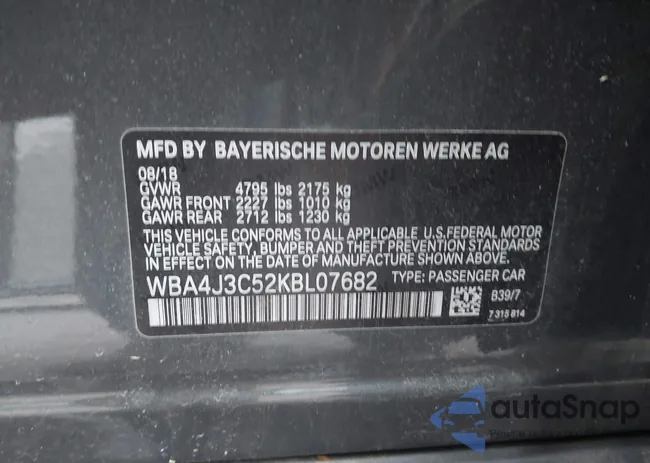 MFD BY BAYERISCHE MOTOREN WERKE AG
08/18
GVWR 4795 lbs 2175 kg
GAWR FRONT 2227 lbs 1010 kg
GAWR REAR 2712 lbs 1230 kg
THIS VEHICLE CONFORMS TO ALL APPLICABLE U.S.FEDERAL MOTOR
VEHICLE SAFETY, BUMPER AND THEFT PREVENTION STANDARDS
IN EFFECT ON THE DATE OF MANUFACTURE SHOWN ABOVE.
WBA4J3C52KBL07682 TYPE: PASSENGER CAR
B39/7
7 315 814
autoSnap